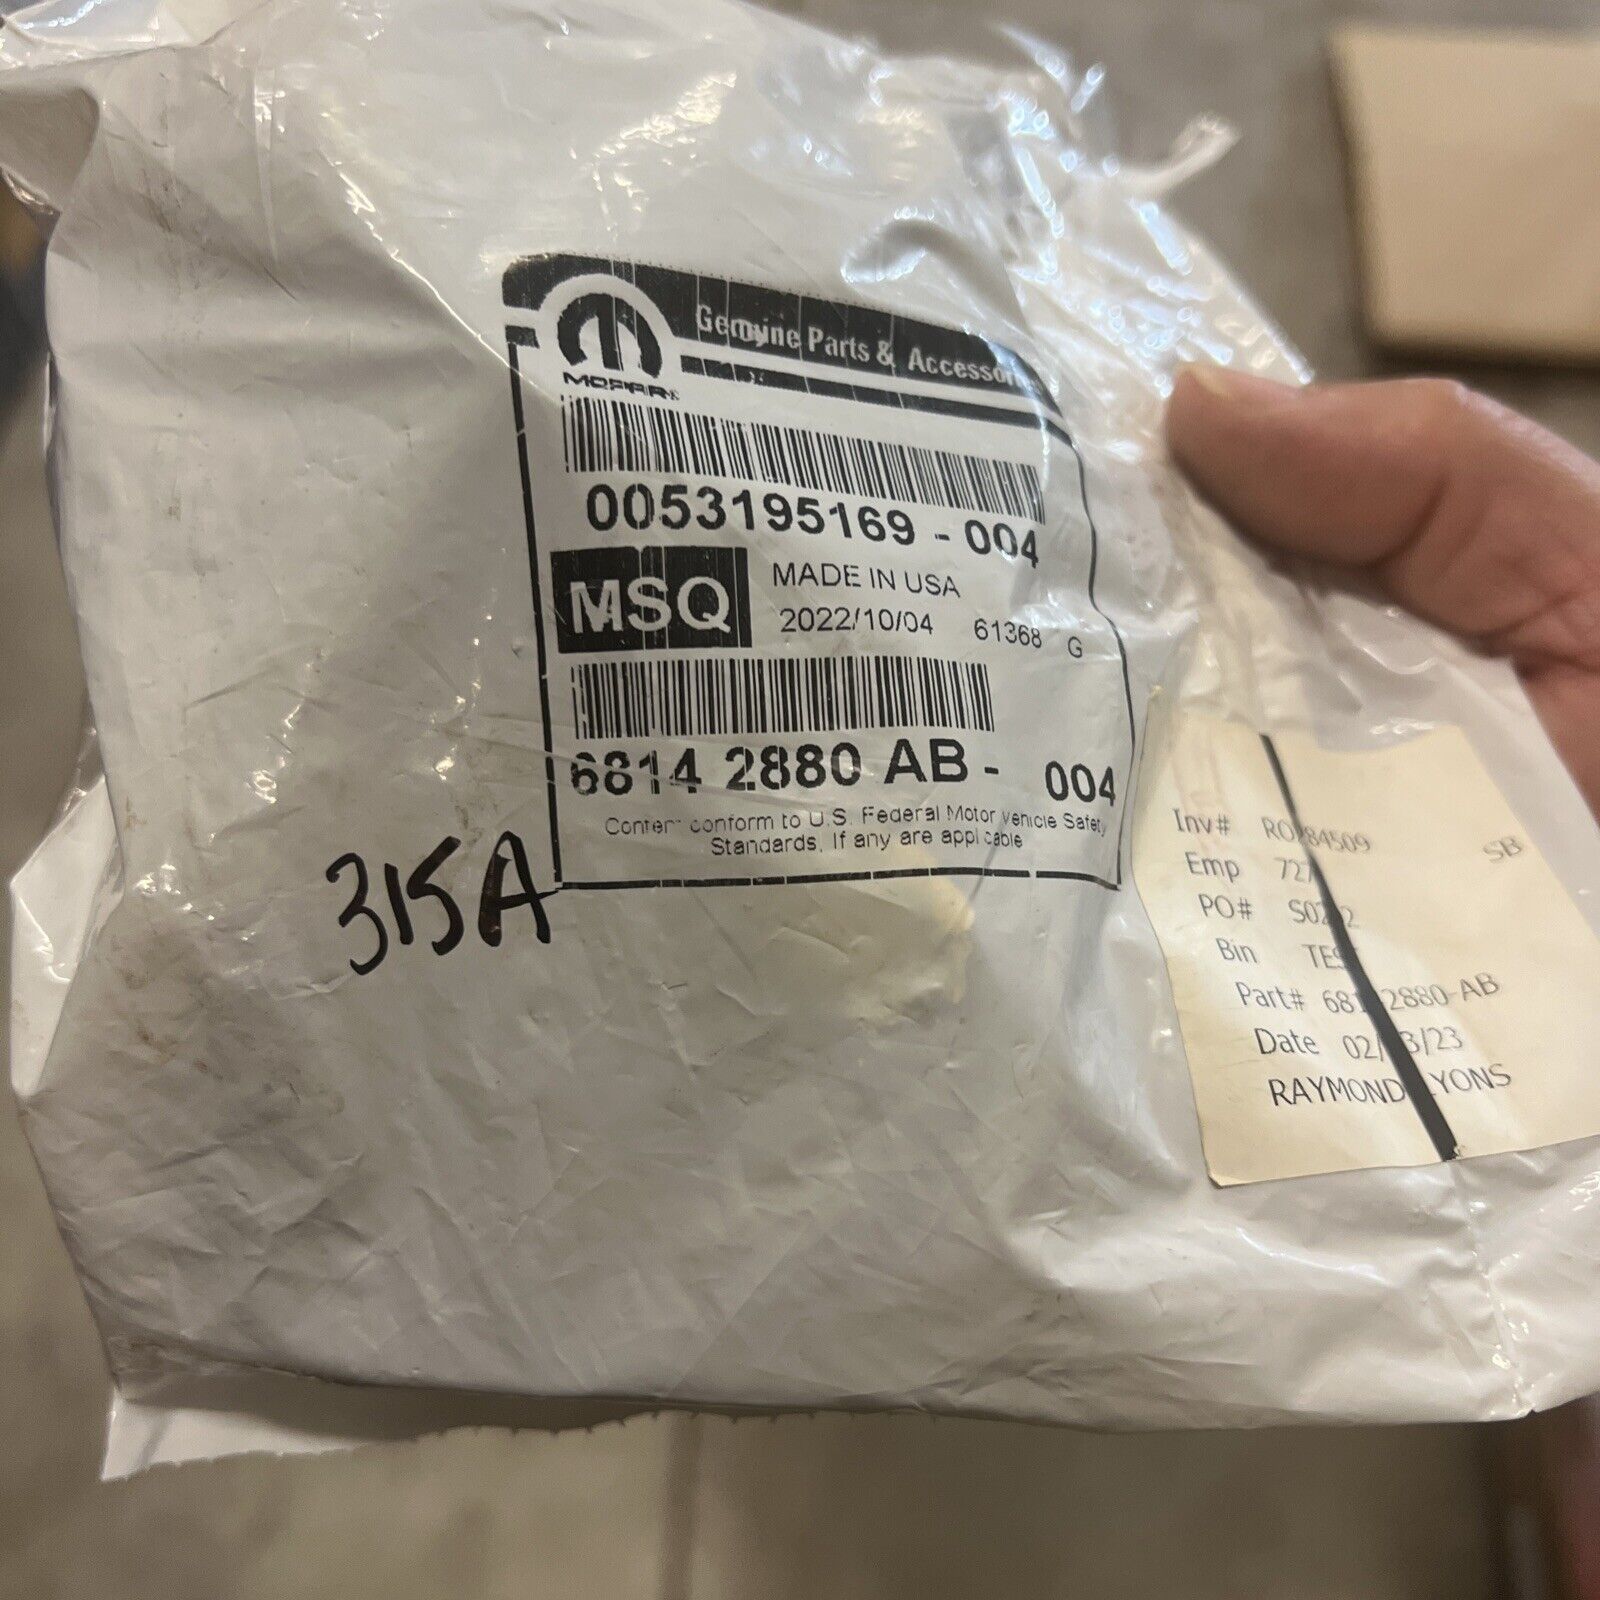 Genuine Parts & Accessories
MOPAR
0053195169 - 004
MSQ
MADE IN USA
2022/10/04 61368 G
6814 2880 AB - 004
conform to U.S. Federal Motor Vehicle Safety
Standards, If any are applicable
315A
Inv# SB
Emp
PO#
Bin
Part#
Date
RAYMOND